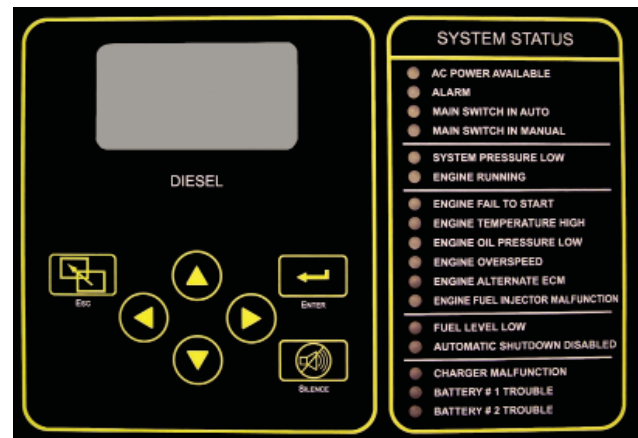 DIESEL
ESC
ENTER
SILENCE
SYSTEM STATUS
AC POWER AVAILABLE
ALARM
MAIN SWITCH IN AUTO
MAIN SWITCH IN MANUAL
SYSTEM PRESSURE LOW
ENGINE RUNNING
ENGINE FAIL TO START
ENGINE TEMPERATURE HIGH
ENGINE OIL PRESSURE LOW
ENGINE OVERSPEED
ENGINE ALTERNATE ECM
ENGINE FUEL INJECTOR MALFUNCTION
FUEL LEVEL LOW
AUTOMATIC SHUTDOWN DISABLED
CHARGER MALFUNCTION
BATTERY # 1 TROUBLE
BATTERY # 2 TROUBLE